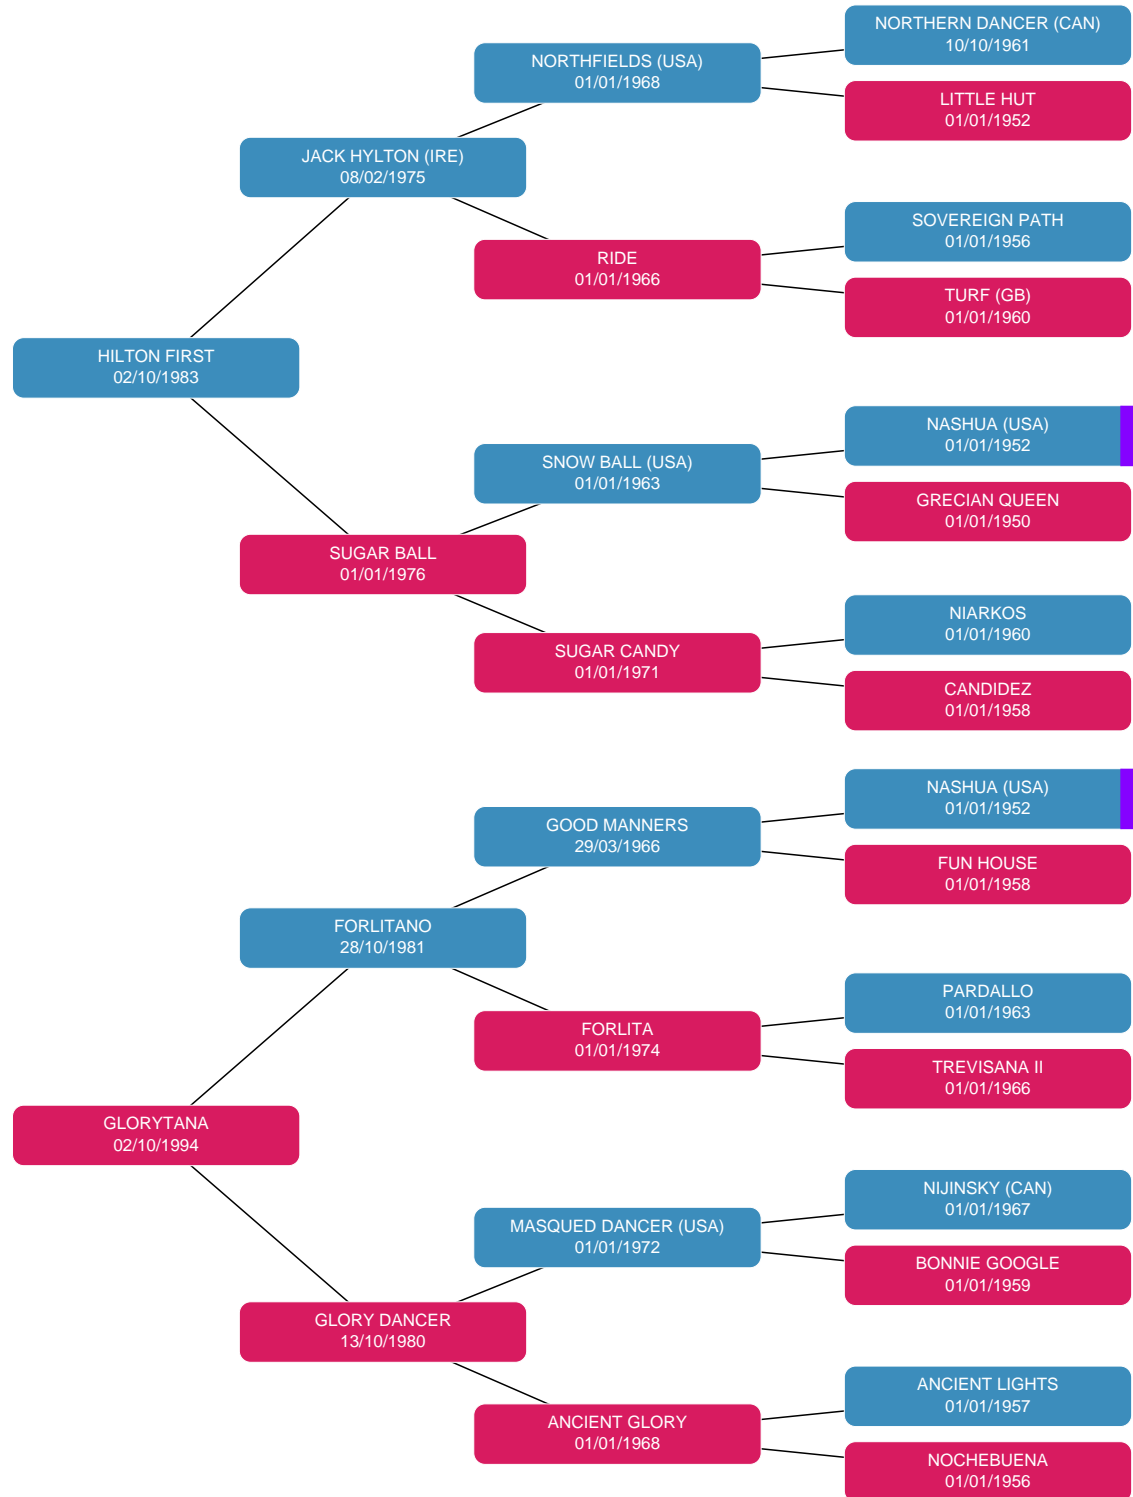 NORTHERN DANCER (CAN)
10/10/1961
NORTHFIELDS (USA)
01/01/1968
LITTLE HUT
01/01/1952
JACK HYLTON (IRE)
08/02/1975
SOVEREIGN PATH
01/01/1956
RIDE
01/01/1966
TURF (GB)
01/01/1960
HILTON FIRST
02/10/1983
NASHUA (USA)
01/01/1952
SNOW BALL (USA)
01/01/1963
GRECIAN QUEEN
01/01/1950
SUGAR BALL
01/01/1976
NIARKOS
01/01/1960
SUGAR CANDY
01/01/1971
CANDIDEZ
01/01/1958
NASHUA (USA)
01/01/1952
GOOD MANNERS
29/03/1966
FUN HOUSE
01/01/1958
FORLITANO
28/10/1981
PARDALLO
01/01/1963
FORLITA
01/01/1974
TREVISANA II
01/01/1966
GLORYTANA
02/10/1994
NIJINSKY (CAN)
01/01/1967
MASQUED DANCER (USA)
01/01/1972
BONNIE GOOGLE
01/01/1959
GLORY DANCER
13/10/1980
ANCIENT LIGHTS
01/01/1957
ANCIENT GLORY
01/01/1968
NOCHEBUENA
01/01/1956